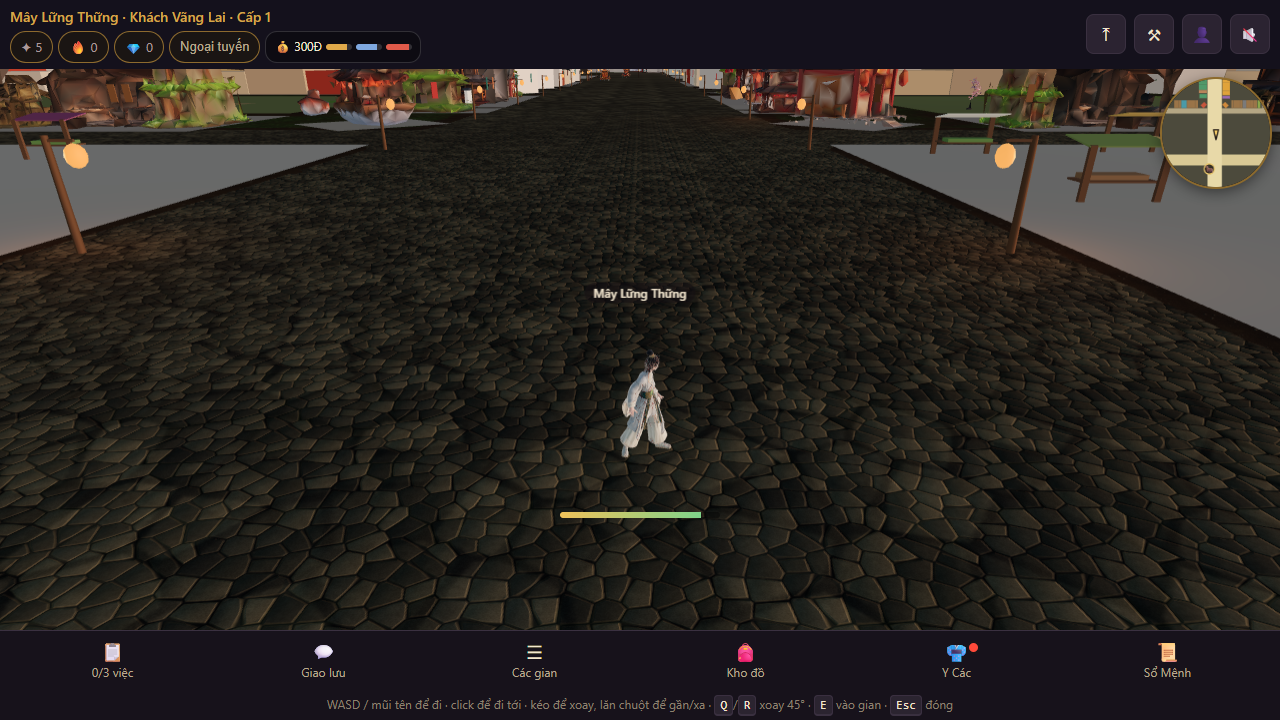 Mây Lững Thững · Khách Vãng Lai · Cấp 1
5 0 0 Ngoại tuyến 300Đ
Mây Lững Thững
0/3 việc Giao lưu Các gian Kho đồ Y Các Sổ Mệnh
WASD / mũi tên để đi · click để đi tới · kéo để xoay, lăn chuột để gần/xa · Q/R xoay 45° · E vào gian · Esc đóng